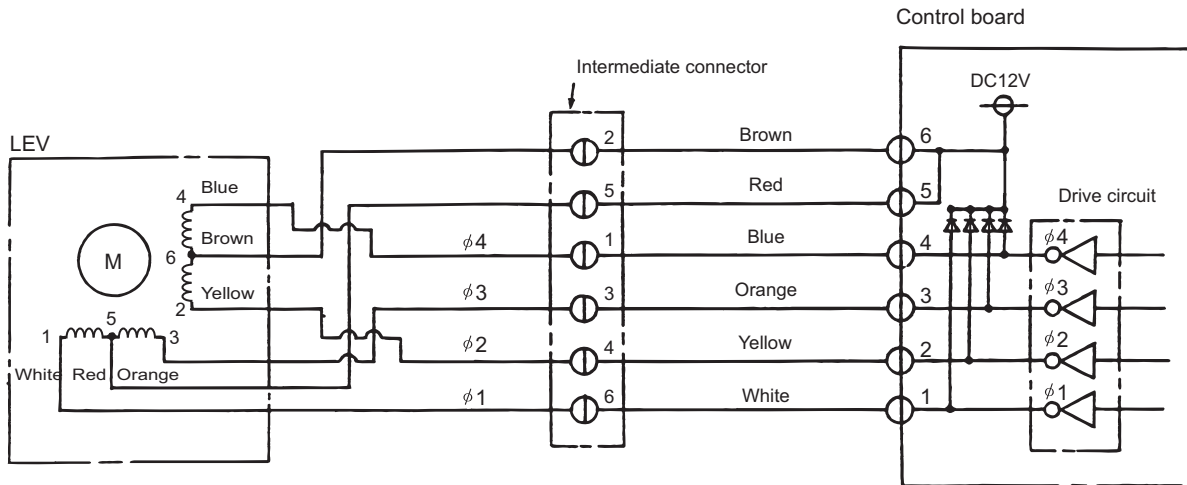 Control board
Intermediate connector
DC12V
LEV
2 Brown 6
4 Blue
5 Red 5
Drive circuit
Brown
ϕ4 1 Blue 4 ϕ4
6
M
Yellow
ϕ3 3 Orange 3 ϕ3
2
1 5 3
ϕ2 4 Yellow 2 ϕ2
White Red Orange
ϕ1 6 White 1 ϕ1